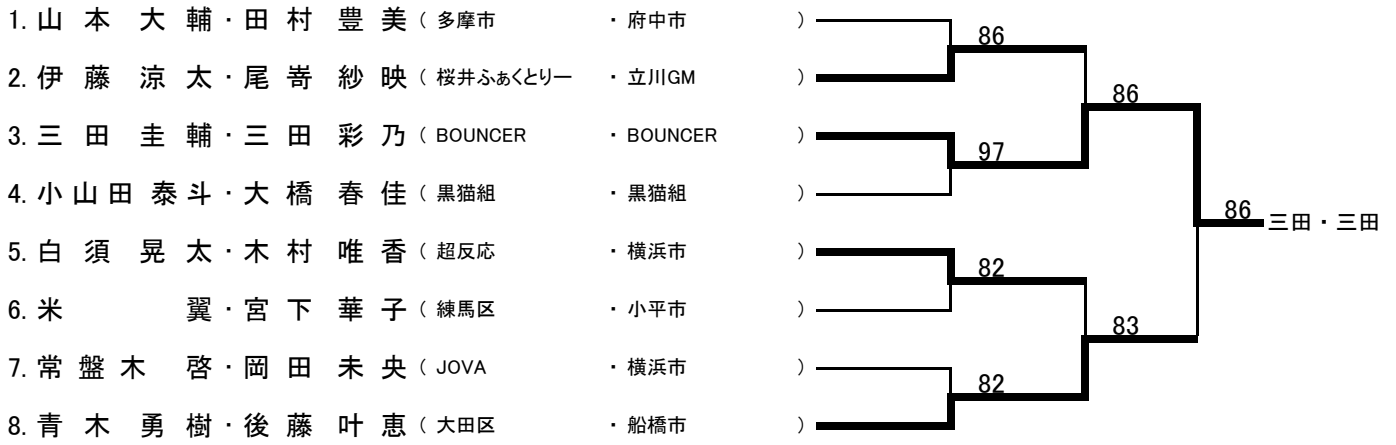 1. 山本大輔・田村豊美 ( 多摩市 ・ 府中市 )
86
2. 伊藤涼太・尾嵜紗映 ( 桜井ふぁくとりー ・ 立川GM )
86
3. 三田圭輔・三田彩乃 ( BOUNCER ・ BOUNCER )
97
4. 小山田泰斗・大橋春佳 ( 黒猫組 ・ 黒猫組 )
86 三田・三田
5. 白須晃太・木村唯香 ( 超反応 ・ 横浜市 )
82
6. 米翼・宮下華子 ( 練馬区 ・ 小平市 )
83
7. 常盤木啓・岡田未央 ( JOVA ・ 横浜市 )
82
8. 青木勇樹・後藤叶恵 ( 大田区 ・ 船橋市 )